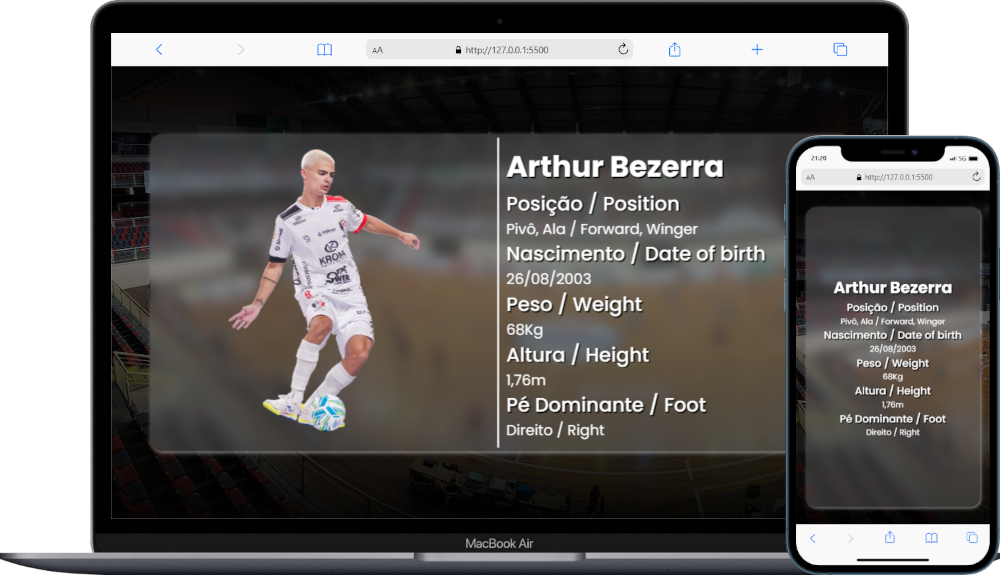 AA http://127.0.0.1:5500
Arthur Bezerra
Posição / Position
Pivô, Ala / Forward, Winger
Nascimento / Date of birth
26/08/2003
Peso / Weight
68Kg
Altura / Height
1,76m
Pé Dominante / Foot
Direito / Right
KRONA
MacBook Air
21:20
5G
AA http://127.0.0.1:5500
Arthur Bezerra
Posição / Position
Pivô, Ala / Forward, Winger
Nascimento / Date of birth
26/08/2003
Peso / Weight
68Kg
Altura / Height
1,76m
Pé Dominante / Foot
Direito / Right